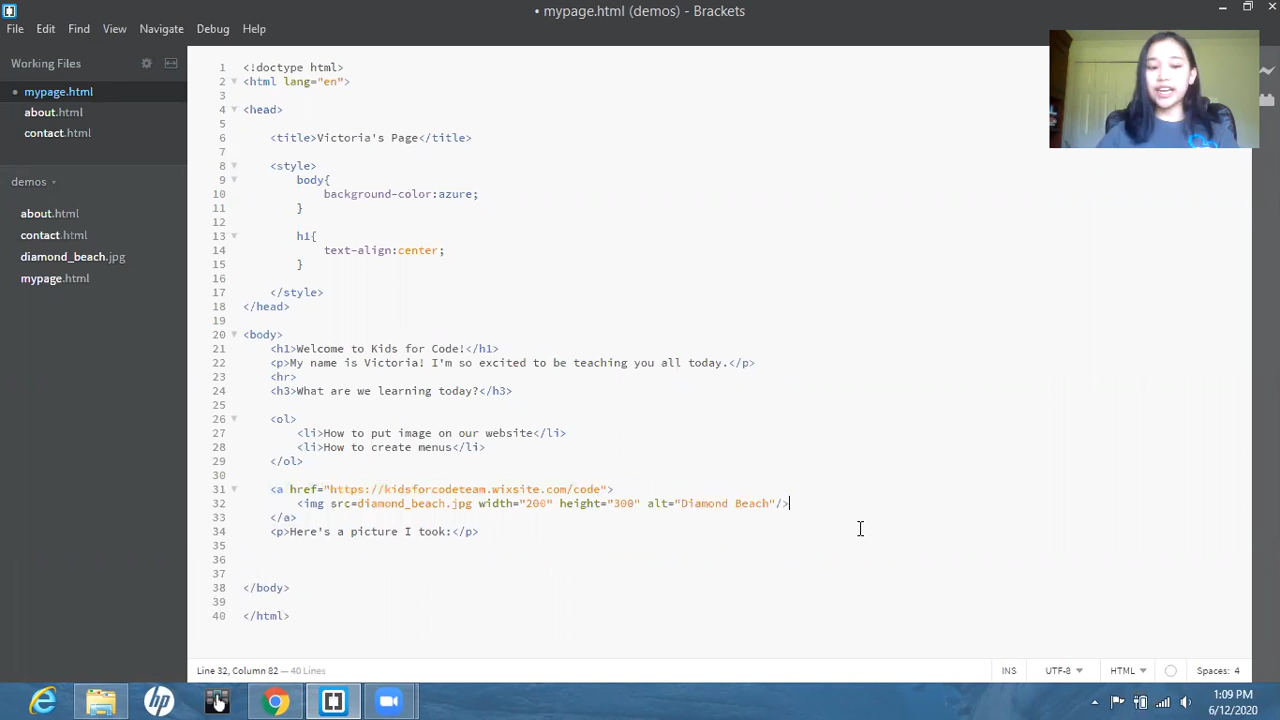 • mypage.html (demos) - Brackets
File Edit Find View Navigate Debug Help
Working Files
mypage.html
about.html
contact.html
demos
about.html
contact.html
diamond_beach.jpg
mypage.html
1 <!doctype html>
2 <html lang="en">
3
4 <head>
5
6 <title>Victoria's Page</title>
7
8 <style>
9 body{
10 background-color:azure;
11 }
12
13 h1{
14 text-align:center;
15 }
16
17 </style>
18 </head>
19
20 <body>
21 <h1>Welcome to Kids for Code!</h1>
22 <p>My name is Victoria! I'm so excited to be teaching you all today.</p>
23 <hr>
24 <h3>What are we learning today?</h3>
25
26 <ol>
27 <li>How to put image on our website</li>
28 <li>How to create menus</li>
29 </ol>
30
31 <a href="https://kidsforcodeteam.wixsite.com/code">
32 <img src=diamond_beach.jpg width="200" height="300" alt="Diamond Beach"/>
33 </a>
34 <p>Here's a picture I took:</p>
35
36
37
38 </body>
39
40 </html>
Line 32, Column 82 — 40 Lines
INS UTF-8 HTML Spaces: 4
hp
1:09 PM
6/12/2020